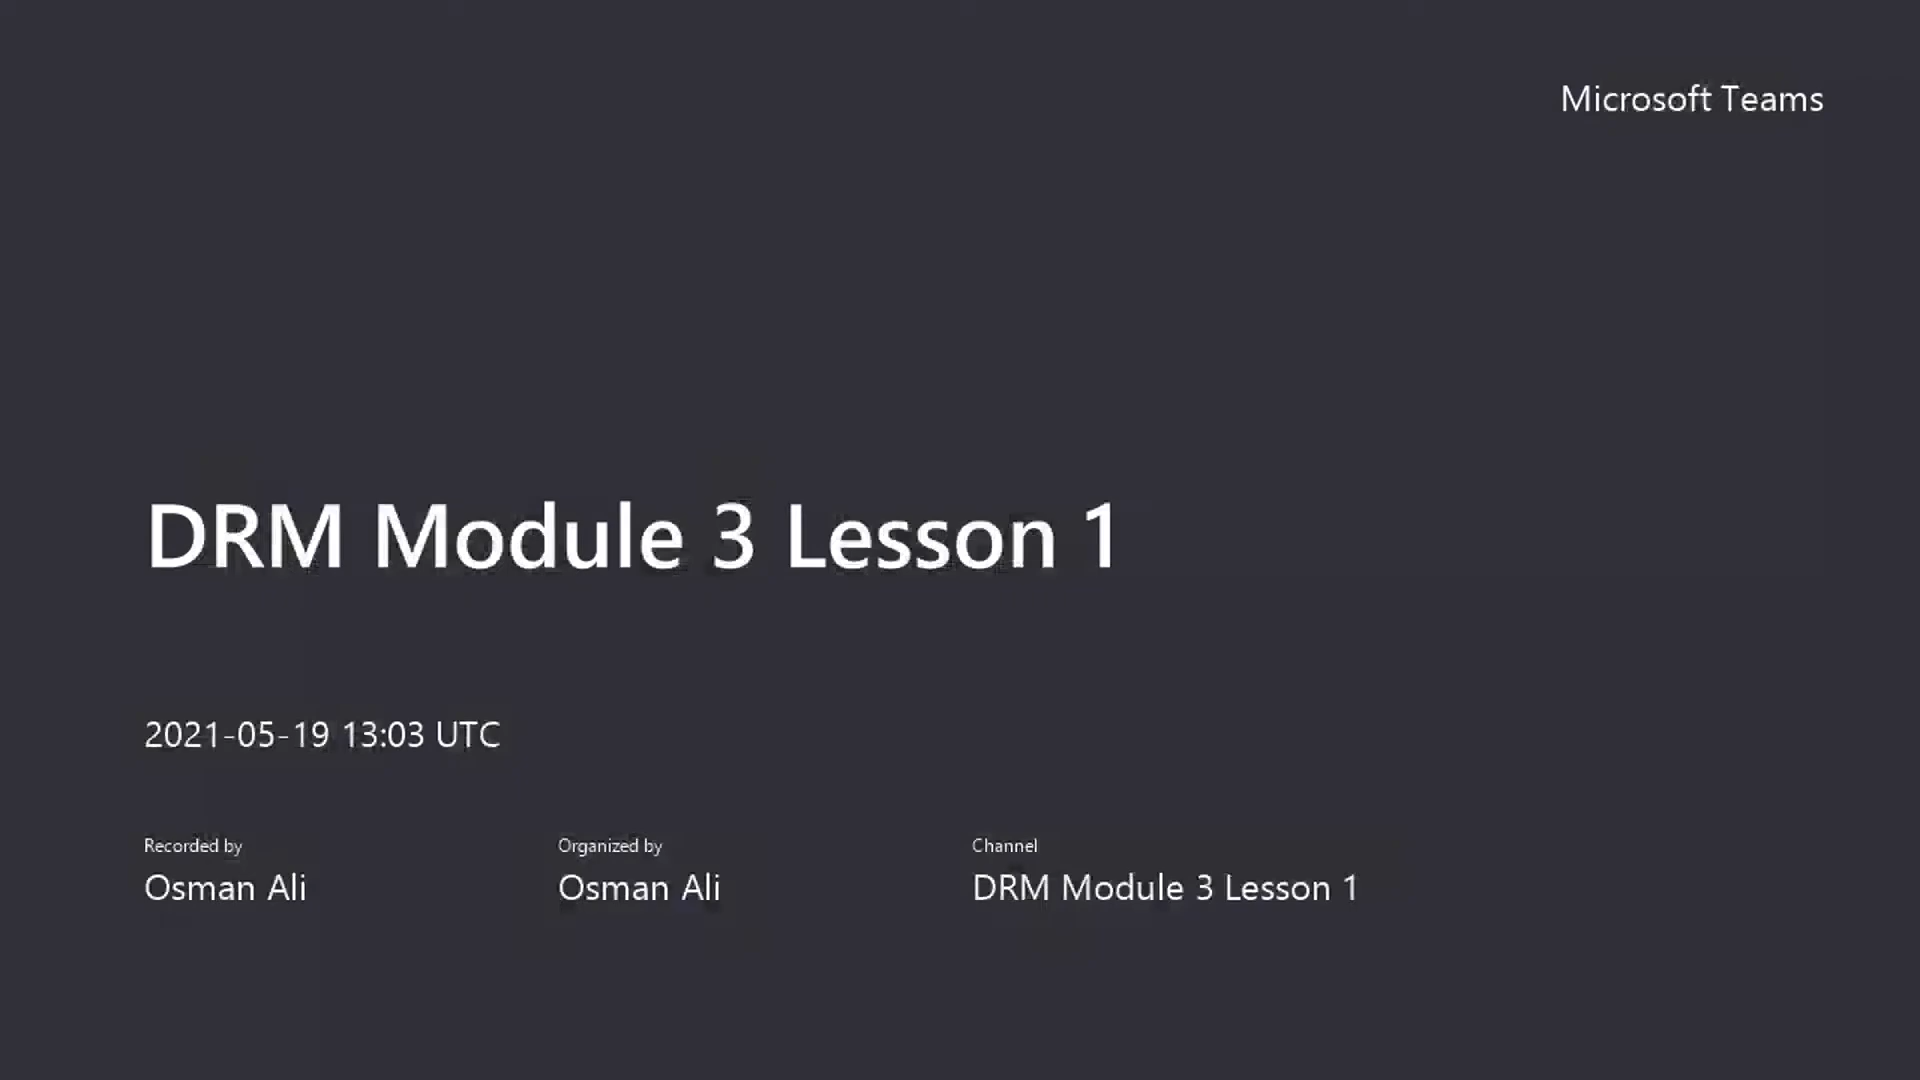 Microsoft Teams
DRM Module 3 Lesson 1
2021-05-19 13:03 UTC
Recorded by
Osman Ali
Organized by
Osman Ali
Channel
DRM Module 3 Lesson 1